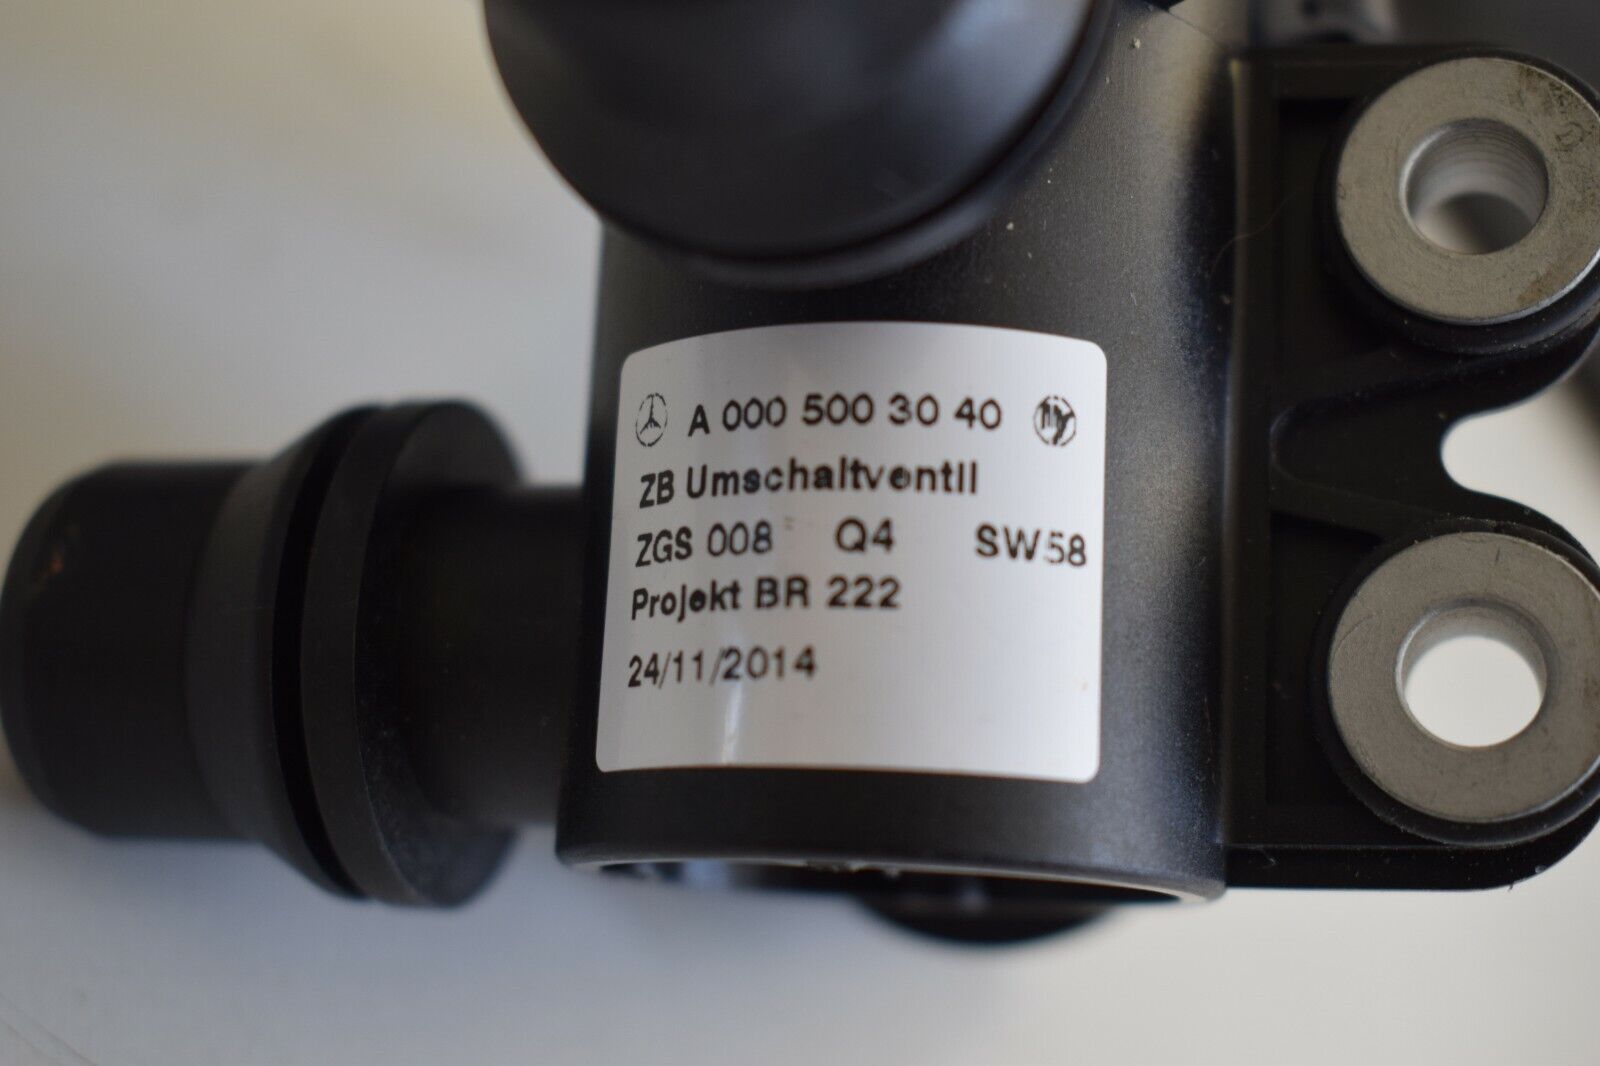 A 000 500 30 40
ZB Umschaltventil
ZGS 008 Q4 SW58
Projekt BR 222
24/11/2014